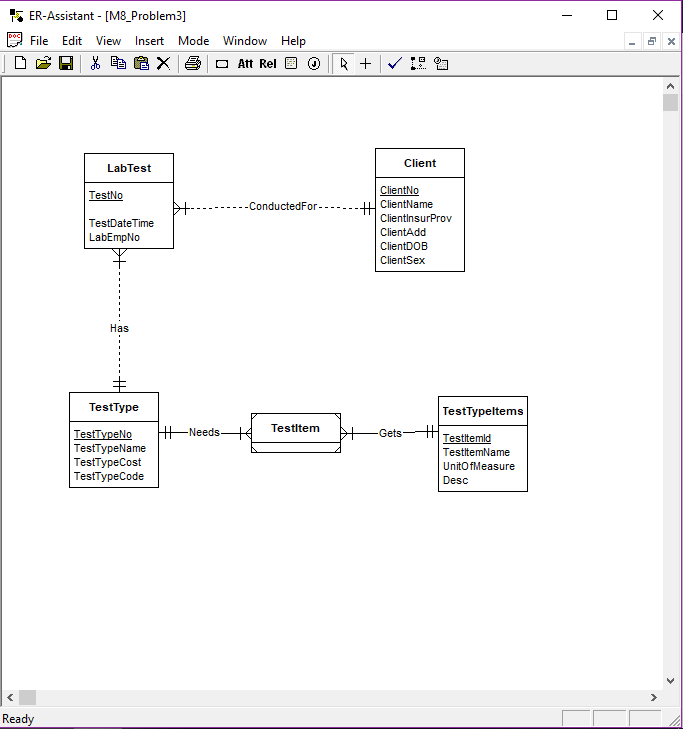 ER-Assistant - [M8_Problem3]
File Edit View Insert Mode Window Help
Att Rel J
LabTest
TestNo
TestDateTime
LabEmpNo
ConductedFor
Client
ClientNo
ClientName
ClientInsurProv
ClientAdd
ClientDOB
ClientSex
Has
TestType
TestTypeNo
TestTypeName
TestTypeCost
TestTypeCode
Needs
TestItem
Gets
TestTypeItems
TestItemId
TestItemName
UnitOfMeasure
Desc
Ready